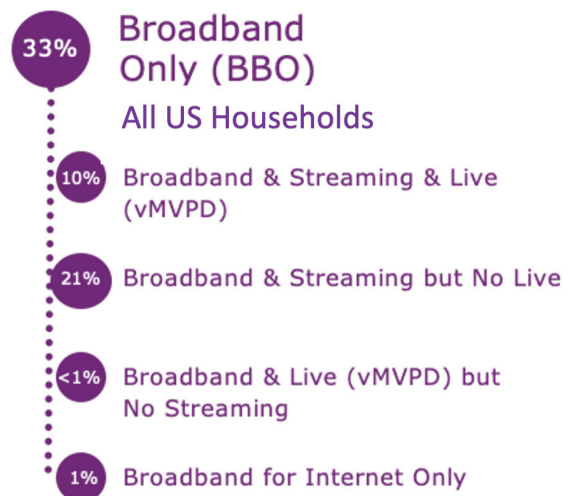 33%
Broadband
Only (BBO)
All US Households
10%
Broadband & Streaming & Live
(vMVPD)
21%
Broadband & Streaming but No Live
<1%
Broadband & Live (vMVPD) but
No Streaming
1%
Broadband for Internet Only